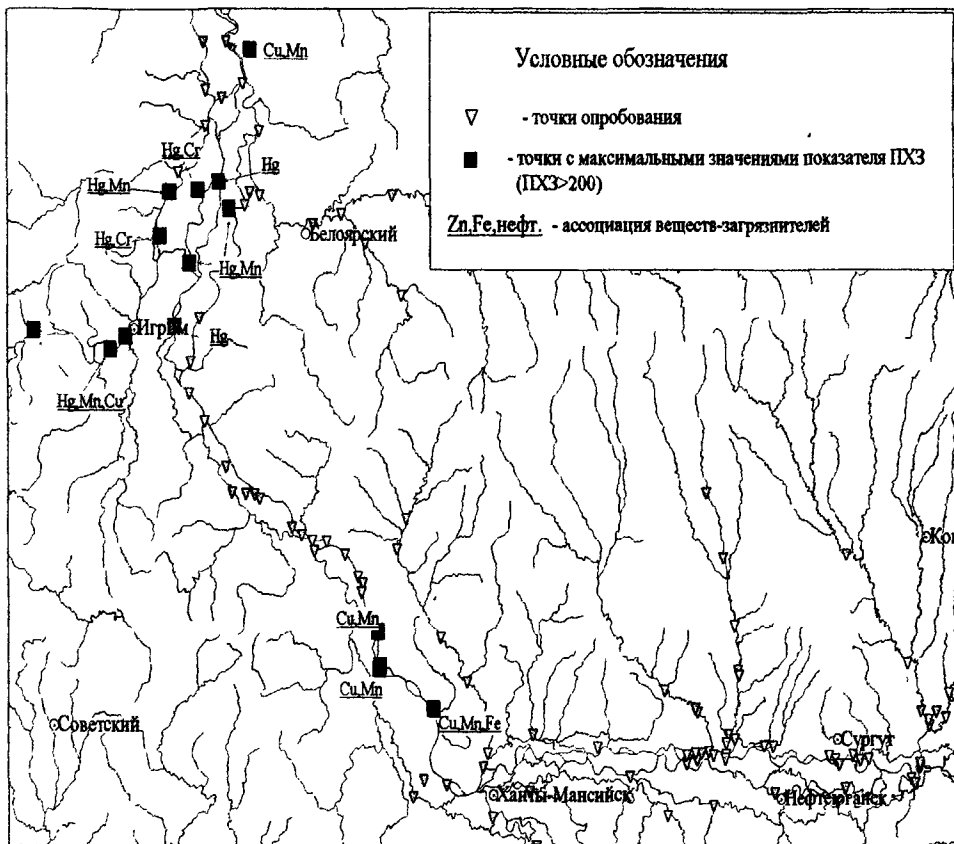 Cu,Mn
Условные обозначения
- точки опробования
- точки с максимальными значениями показателя ПХЗ
(ПХЗ>200)
Zn,Fe,нефт. - ассоциация веществ-загрязнителей
Hg,Cr
Hg
Hg,Mn
Белоярский
Hg,Cr
Hg,Mn
Игрим
Hg
Hg,Mn,Cu
Ког
Cu,Mn
Cu,Mn
Cu,Mn,Fe
Советский
Сургут
Ханты-Мансийск
Нефтеюганск